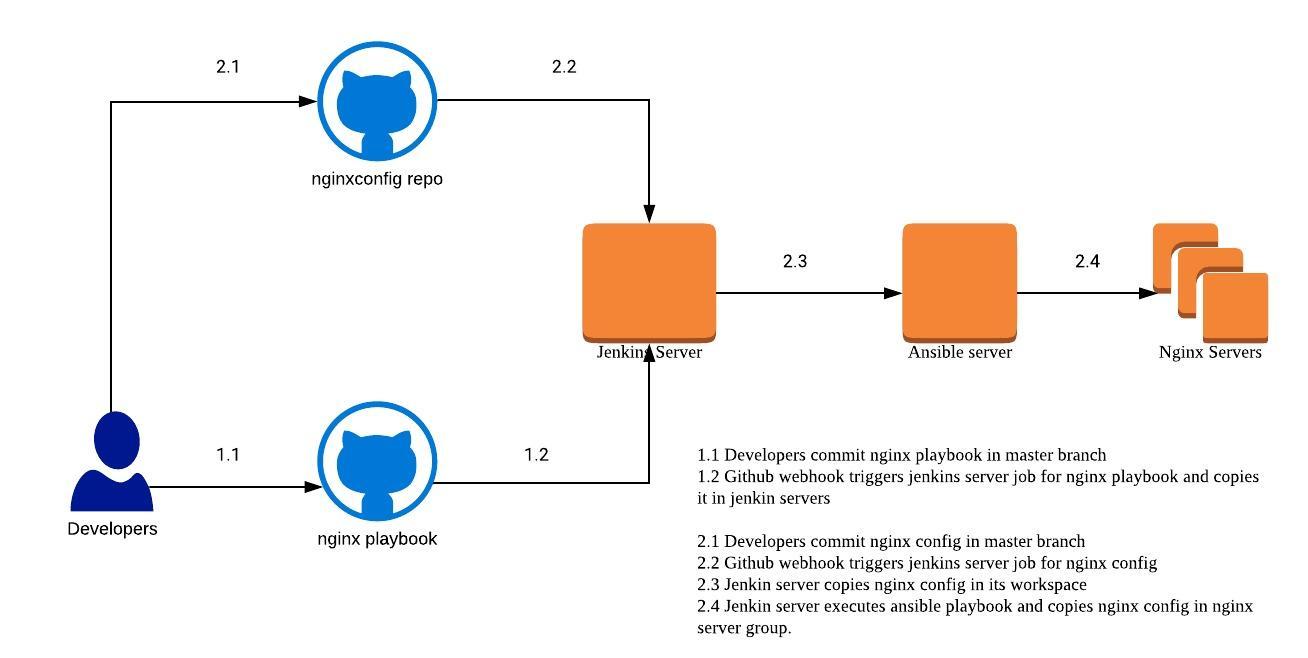 2.1
2.2
nginxconfig repo
2.3
2.4
Jenkins Server
Ansible server
Nginx Servers
1.1
1.2
Developers
nginx playbook
1.1 Developers commit nginx playbook in master branch
1.2 Github webhook triggers jenkins server job for nginx playbook and copies
it in jenkin servers
2.1 Developers commit nginx config in master branch
2.2 Github webhook triggers jenkins server job for nginx config
2.3 Jenkin server copies nginx config in its workspace
2.4 Jenkin server executes ansible playbook and copies nginx config in nginx
server group.